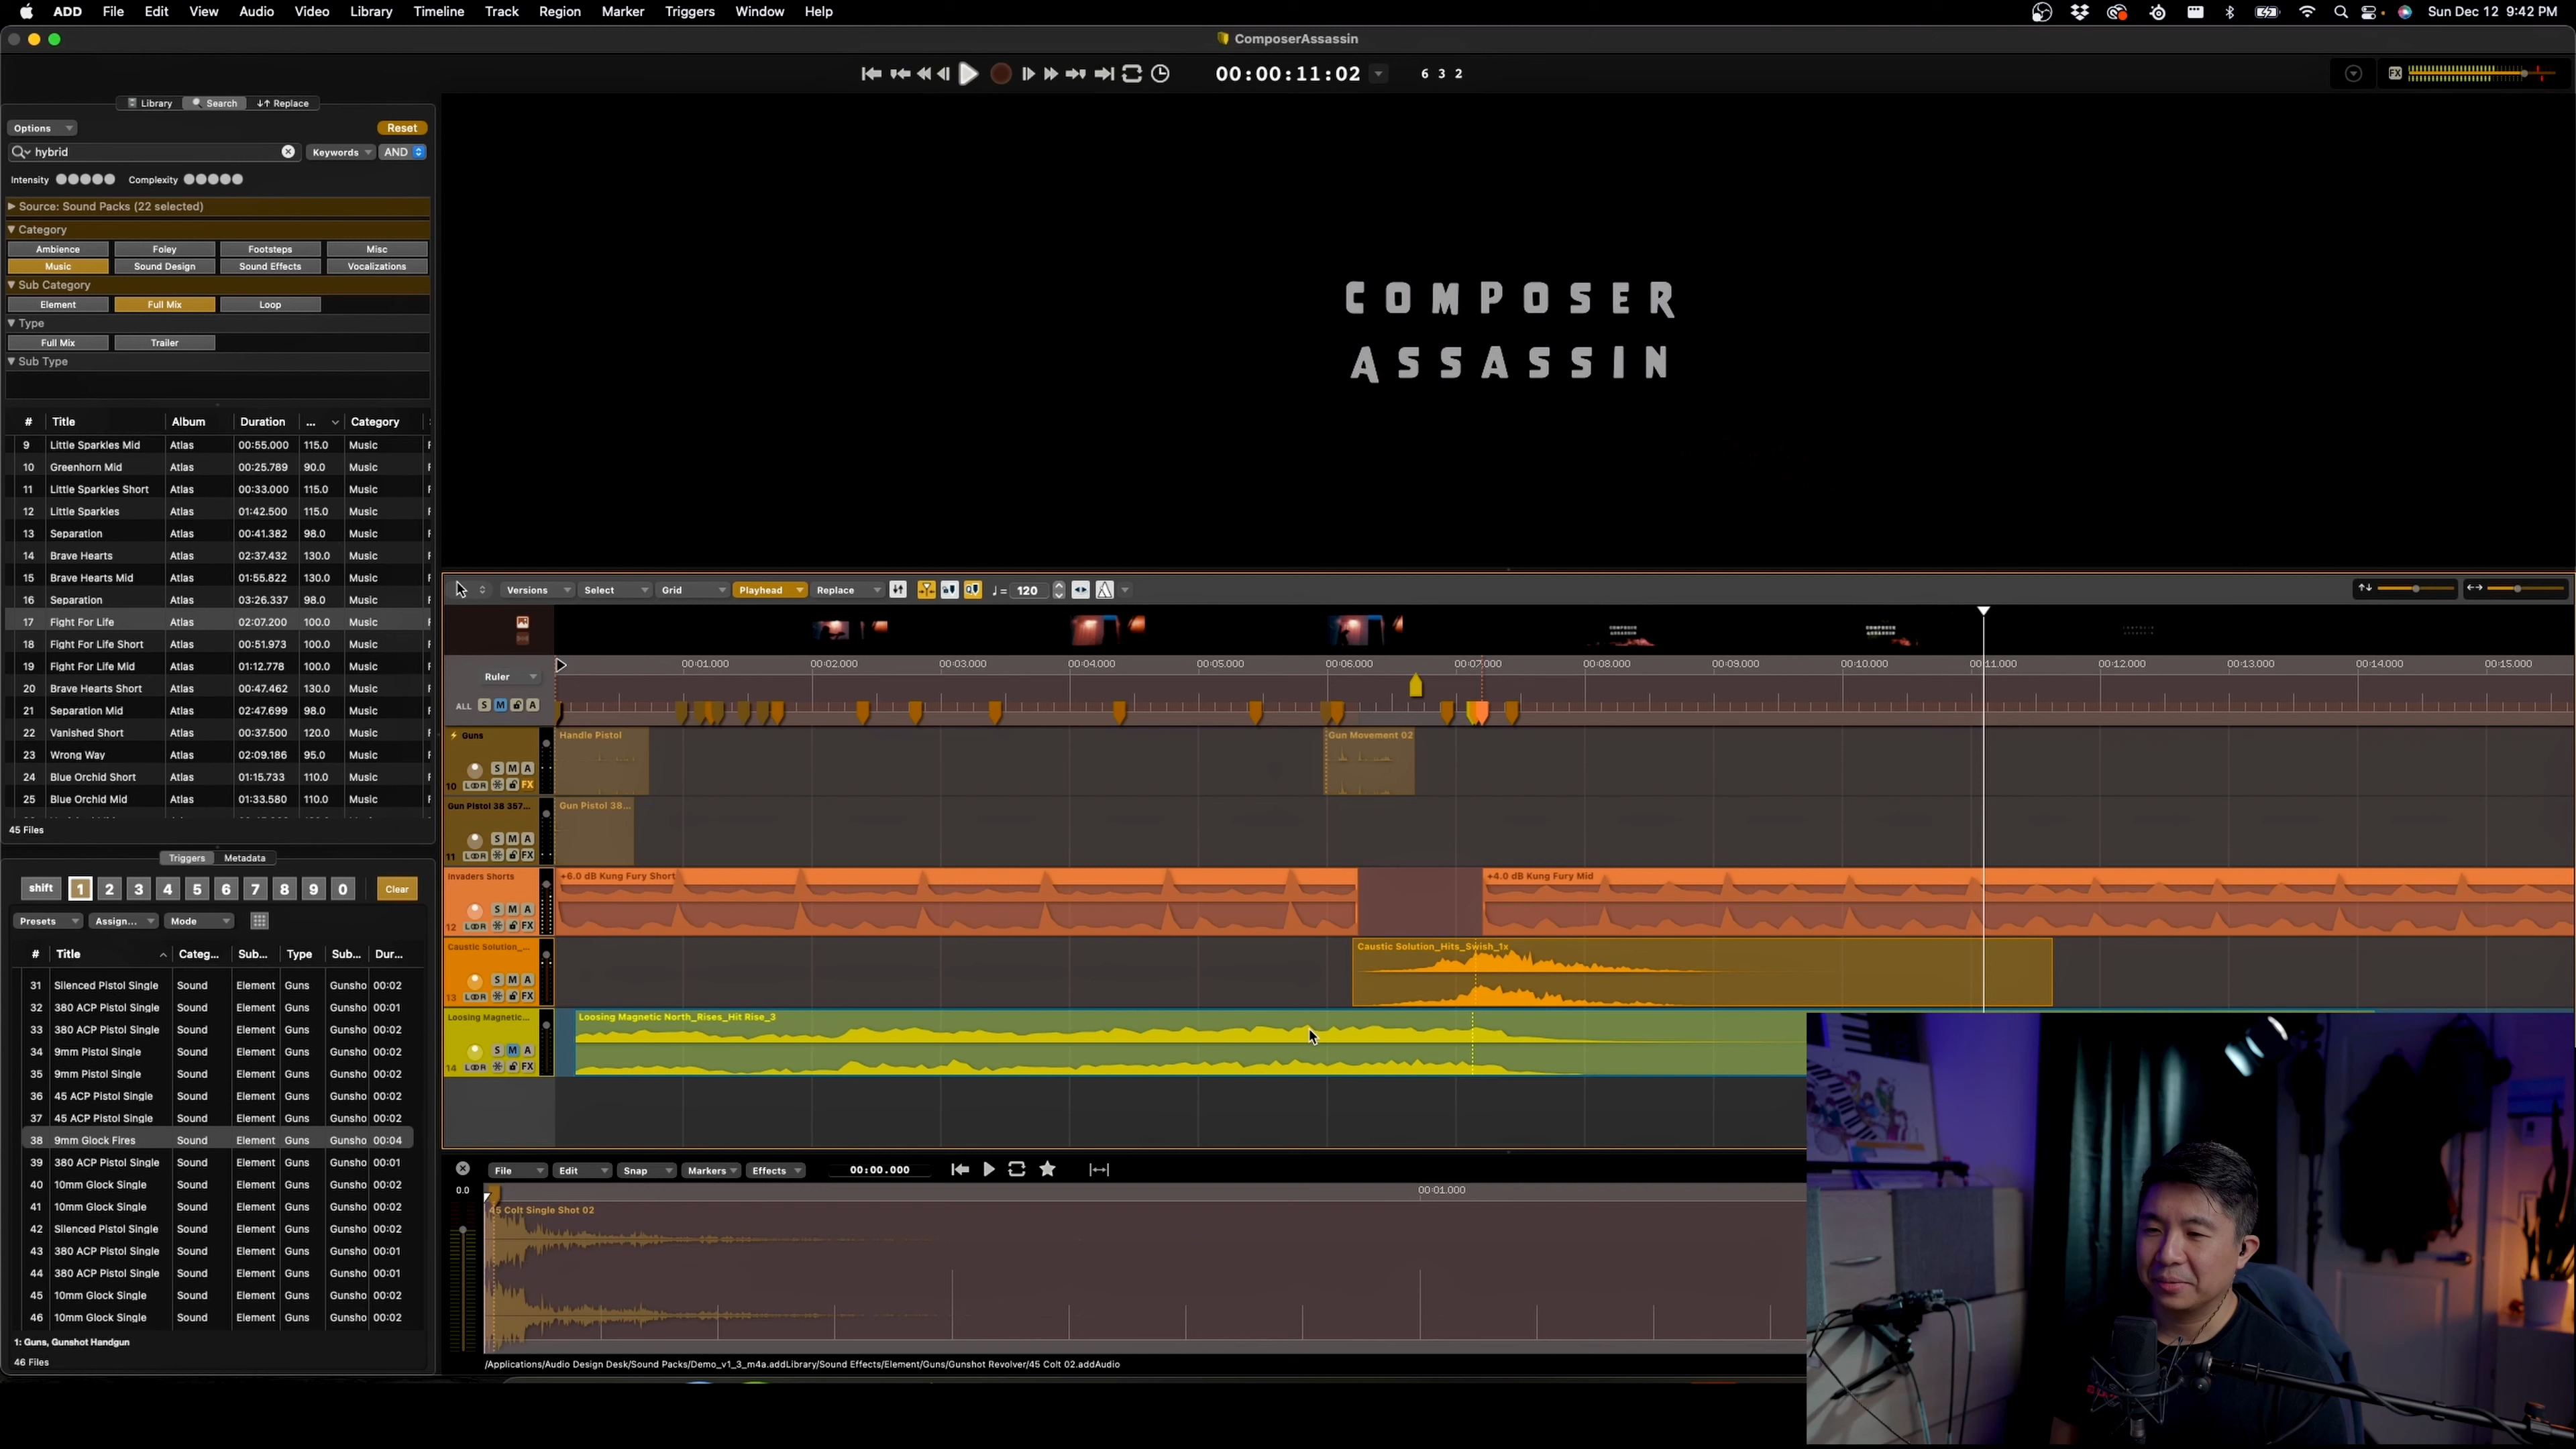 ADD File Edit View Audio Video Library Timeline Track Region Marker Triggers Window Help
Sun Dec 12 9:42 PM
ComposerAssassin
00:00:11:02 6 3 2
FX
Library Search Replace
Options Reset
hybrid Keywords AND
Intensity Complexity
Source: Sound Packs (22 selected)
Category
Ambience Foley Footsteps Misc
Music Sound Design Sound Effects Vocalizations
Sub Category
Element Full Mix Loop
Type
Full Mix Trailer
Sub Type
# Title Album Duration ... Category
9 Little Sparkles Mid Atlas 00:55.000 115.0 Music
10 Greenhorn Mid Atlas 00:25.789 90.0 Music
11 Little Sparkles Short Atlas 00:33.000 115.0 Music
12 Little Sparkles Atlas 01:42.500 115.0 Music
13 Separation Atlas 00:41.382 98.0 Music
14 Brave Hearts Atlas 02:37.432 130.0 Music
15 Brave Hearts Mid Atlas 01:55.822 130.0 Music
16 Separation Atlas 03:26.337 98.0 Music
17 Fight For Life Atlas 02:07.200 100.0 Music
18 Fight For Life Short Atlas 00:51.973 100.0 Music
19 Fight For Life Mid Atlas 01:12.778 100.0 Music
20 Brave Hearts Short Atlas 00:47.462 130.0 Music
21 Separation Mid Atlas 02:47.699 98.0 Music
22 Vanished Short Atlas 00:37.500 120.0 Music
23 Wrong Way Atlas 02:09.186 95.0 Music
24 Blue Orchid Short Atlas 01:15.733 110.0 Music
25 Blue Orchid Mid Atlas 01:33.580 110.0 Music
45 Files
Triggers Metadata
shift 1 2 3 4 5 6 7 8 9 0 Clear
Presets Assign... Mode
# Title Categ... Sub... Type Sub... Dur...
31 Silenced Pistol Single Sound Element Guns Gunsho 00:02
32 380 ACP Pistol Single Sound Element Guns Gunsho 00:01
33 380 ACP Pistol Single Sound Element Guns Gunsho 00:02
34 9mm Pistol Single Sound Element Guns Gunsho 00:02
35 9mm Pistol Single Sound Element Guns Gunsho 00:02
36 45 ACP Pistol Single Sound Element Guns Gunsho 00:02
37 45 ACP Pistol Single Sound Element Guns Gunsho 00:02
38 9mm Glock Fires Sound Element Guns Gunsho 00:04
39 380 ACP Pistol Single Sound Element Guns Gunsho 00:01
40 10mm Glock Single Sound Element Guns Gunsho 00:02
41 10mm Glock Single Sound Element Guns Gunsho 00:02
42 Silenced Pistol Single Sound Element Guns Gunsho 00:02
43 380 ACP Pistol Single Sound Element Guns Gunsho 00:01
44 380 ACP Pistol Single Sound Element Guns Gunsho 00:01
45 10mm Glock Single Sound Element Guns Gunsho 00:02
46 10mm Glock Single Sound Element Guns Gunsho 00:02
1: Guns, Gunshot Handgun
46 Files
COMPOSER
ASSASSIN
Versions Select Grid Playhead Replace = 120
Ruler 00:01.000 00:02.000 00:03.000 00:04.000 00:05.000 00:06.000 00:07.000 00:08.000 00:09.000 00:10.000 00:11.000 00:12.000 00:13.000 00:14.000 00:15.000
ALL S M A
Guns Handle Pistol Gun Movement 02
S M A
10 FX
Gun Pistol 38 357... Gun Pistol 38...
S M A
11 FX
Invaders Shorts +6.0 dB Kung Fury Short +4.0 dB Kung Fury Mid
S M A
12 FX
Caustic Solution_... Caustic Solution_Hits_Swish_1x
S M A
13 FX
Loosing Magnetic... Loosing Magnetic North_Rises_Hit Rise_3
S M A
14 FX
File Edit Snap Markers Effects 00:00.000
0.0 00:01.000
45 Colt Single Shot 02
/Applications/Audio Design Desk/Sound Packs/Demo_v1_3_m4a.addLibrary/Sound Effects/Element/Guns/Gunshot Revolver/45 Colt 02.addAudio